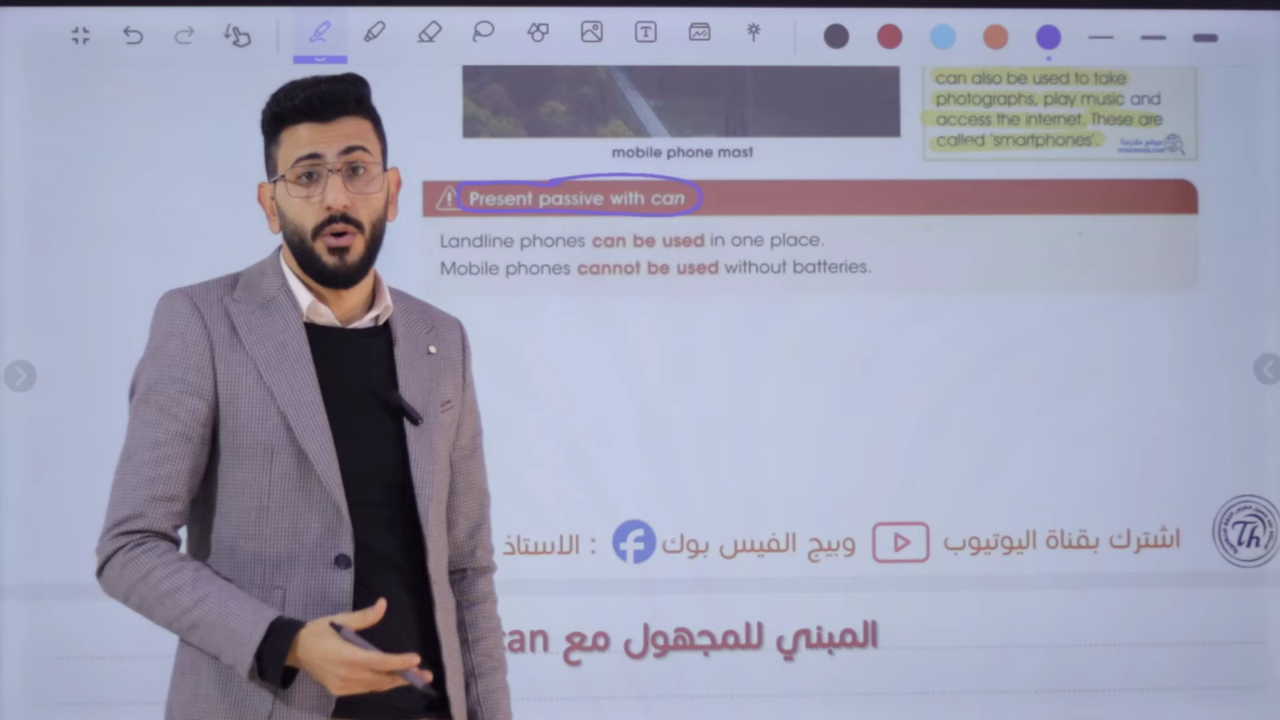 can also be used to take
photographs, play music and
access the internet. These are
called 'smartphones'.
mobile phone mast
Present passive with can
Landline phones can be used in one place.
Mobile phones cannot be used without batteries.
اشترك بقناة اليوتيوب وبيج الفيس بوك : الاستاذ
Th
المبني للمجهول مع can